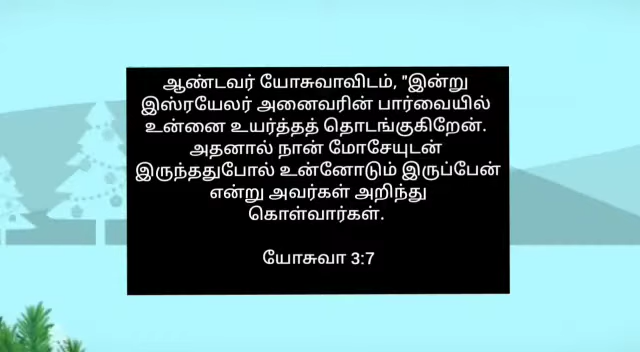 ஆண்டவர் யோசுவாவிடம், "இன்று
இஸ்ரயேலர் அனைவரின் பார்வையில்
உன்னை உயர்த்தத் தொடங்குகிறேன்.
அதனால் நான் மோசேயுடன்
இருந்ததுபோல் உன்னோடும் இருப்பேன்
என்று அவர்கள் அறிந்து
கொள்வார்கள்.
யோசுவா 3:7